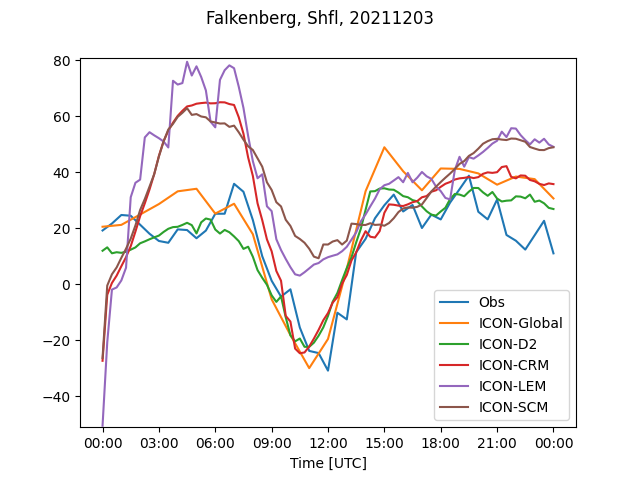 Falkenberg, Shfl, 20211203
80
60
40
20
0
−20
−40
00:00 03:00 06:00 09:00 12:00 15:00 18:00 21:00 00:00
Time [UTC]
Obs
ICON-Global
ICON-D2
ICON-CRM
ICON-LEM
ICON-SCM